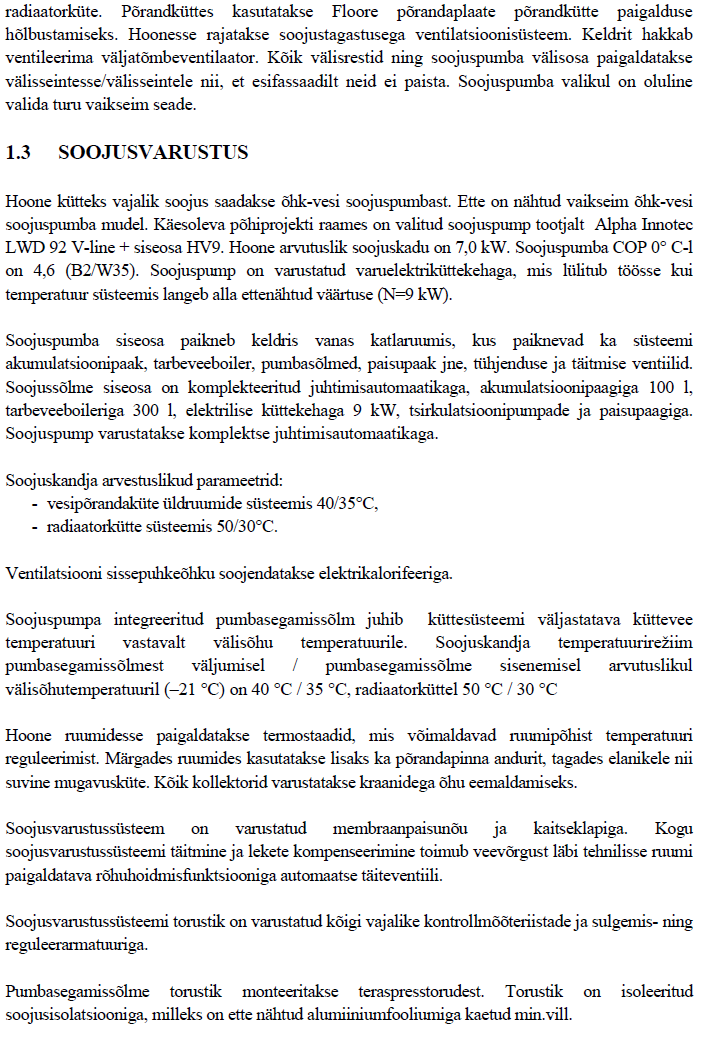 radiaatorküte. Põrandküttes kasutatakse Floore põrandaplaate põrandkütte paigalduse
hõlbustamiseks. Hoonesse rajatakse soojustagastusega ventilatsioonisüsteem. Keldrit hakkab
ventileerima väljatõmbeventilaator. Kõik välisrestid ning soojuspumba välisosa paigaldatakse
välisseintesse/välisseintele nii, et esifassaadilt neid ei paista. Soojuspumba valikul on oluline
valida turu vaikseim seade.
1.3 SOOJUSVARUSTUS
Hoone kütteks vajalik soojus saadakse õhk-vesi soojuspumbast. Ette on nähtud vaikseim õhk-vesi
soojuspumba mudel. Käesoleva põhiprojekti raames on valitud soojuspump tootjalt Alpha Innotec
LWD 92 V-line + siseosa HV9. Hoone arvutuslik soojuskadu on 7,0 kW. Soojuspumba COP 0° C-l
on 4,6 (B2/W35). Soojuspump on varustatud varuelektriküttekehaga, mis lülitub töösse kui
temperatuur süsteemis langeb alla ettenähtud väärtuse (N=9 kW).
Soojuspumba siseosa paikneb keldris vanas katlaruumis, kus paiknevad ka süsteemi
akumulatsioonipaak, tarbeveeboiler, pumbasõlmed, paisupaak jne, tühjenduse ja täitmise ventiilid.
Soojussõlme siseosa on komplekteeritud juhtimisautomaatikaga, akumulatsioonipaagiga 100 l,
tarbeveeboileriga 300 l, elektrilise küttekehaga 9 kW, tsirkulatsioonipumpade ja paisupaagiga.
Soojuspump varustatakse komplektse juhtimisautomaatikaga.
Soojuskandja arvestuslikud parameetrid:
- vesipõrandaküte üldruumide süsteemis 40/35°C,
- radiaatorkütte süsteemis 50/30°C.
Ventilatsiooni sissepuhkeõhku soojendatakse elektrikalorifeeriga.
Soojuspumpa integreeritud pumbasegamissõlm juhib küttesüsteemi väljastatava küttevee
temperatuuri vastavalt välisõhu temperatuurile. Soojuskandja temperatuurirežiim
pumbasegamissõlmest väljumisel / pumbasegamissõlme sisenemisel arvutuslikul
välisõhutemperatuuril (–21 °C) on 40 °C / 35 °C, radiaatorküttel 50 °C / 30 °C
Hoone ruumidesse paigaldatakse termostaadid, mis võimaldavad ruumipõhist temperatuuri
reguleerimist. Märgades ruumides kasutatakse lisaks ka põrandapinna andurit, tagades elanikele nii
suvine mugavusküte. Kõik kollektorid varustatakse kraanidega õhu eemaldamiseks.
Soojusvarustussüsteem on varustatud membraanpaisunõu ja kaitseklapiga. Kogu
soojusvarustussüsteemi täitmine ja lekete kompenseerimine toimub veevõrgust läbi tehnilisse ruumi
paigaldatava rõhuhoidmisfunktsiooniga automaatse täiteventiili.
Soojusvarustussüsteemi torustik on varustatud kõigi vajalike kontrollmõõteriistade ja sulgemis- ning
reguleerarmatuuriga.
Pumbasegamissõlme torustik monteeritakse teraspresstorudest. Torustik on isoleeritud
soojusisolatsiooniga, milleks on ette nähtud alumiiniumfooliumiga kaetud min.vill.